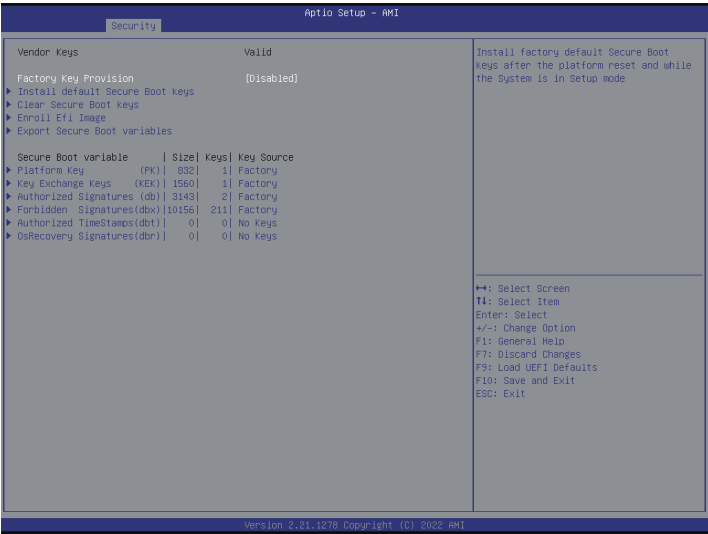 Aptio Setup - AMI
Security
Vendor Keys Valid
Factory Key Provision [Disabled]
Install default Secure Boot keys
Clear Secure Boot keys
Enroll Efi Image
Export Secure Boot variables
Secure Boot variable | Size| Keys| Key Source
Platform Key (PK)| 832| 1| Factory
Key Exchange Keys (KEK)| 1560| 1| Factory
Authorized Signatures (db)| 3143| 2| Factory
Forbidden Signatures(dbx)|10156| 211| Factory
Authorized TimeStamps(dbt)| 0| 0| No Keys
OsRecovery Signatures(dbr)| 0| 0| No Keys
Install factory default Secure Boot
keys after the platform reset and while
the System is in Setup mode
↔: Select Screen
↑↓: Select Item
Enter: Select
+/-: Change Option
F1: General Help
F7: Discard Changes
F9: Load UEFI Defaults
F10: Save and Exit
ESC: Exit
Version 2.21.1278 Copyright (C) 2022 AMI